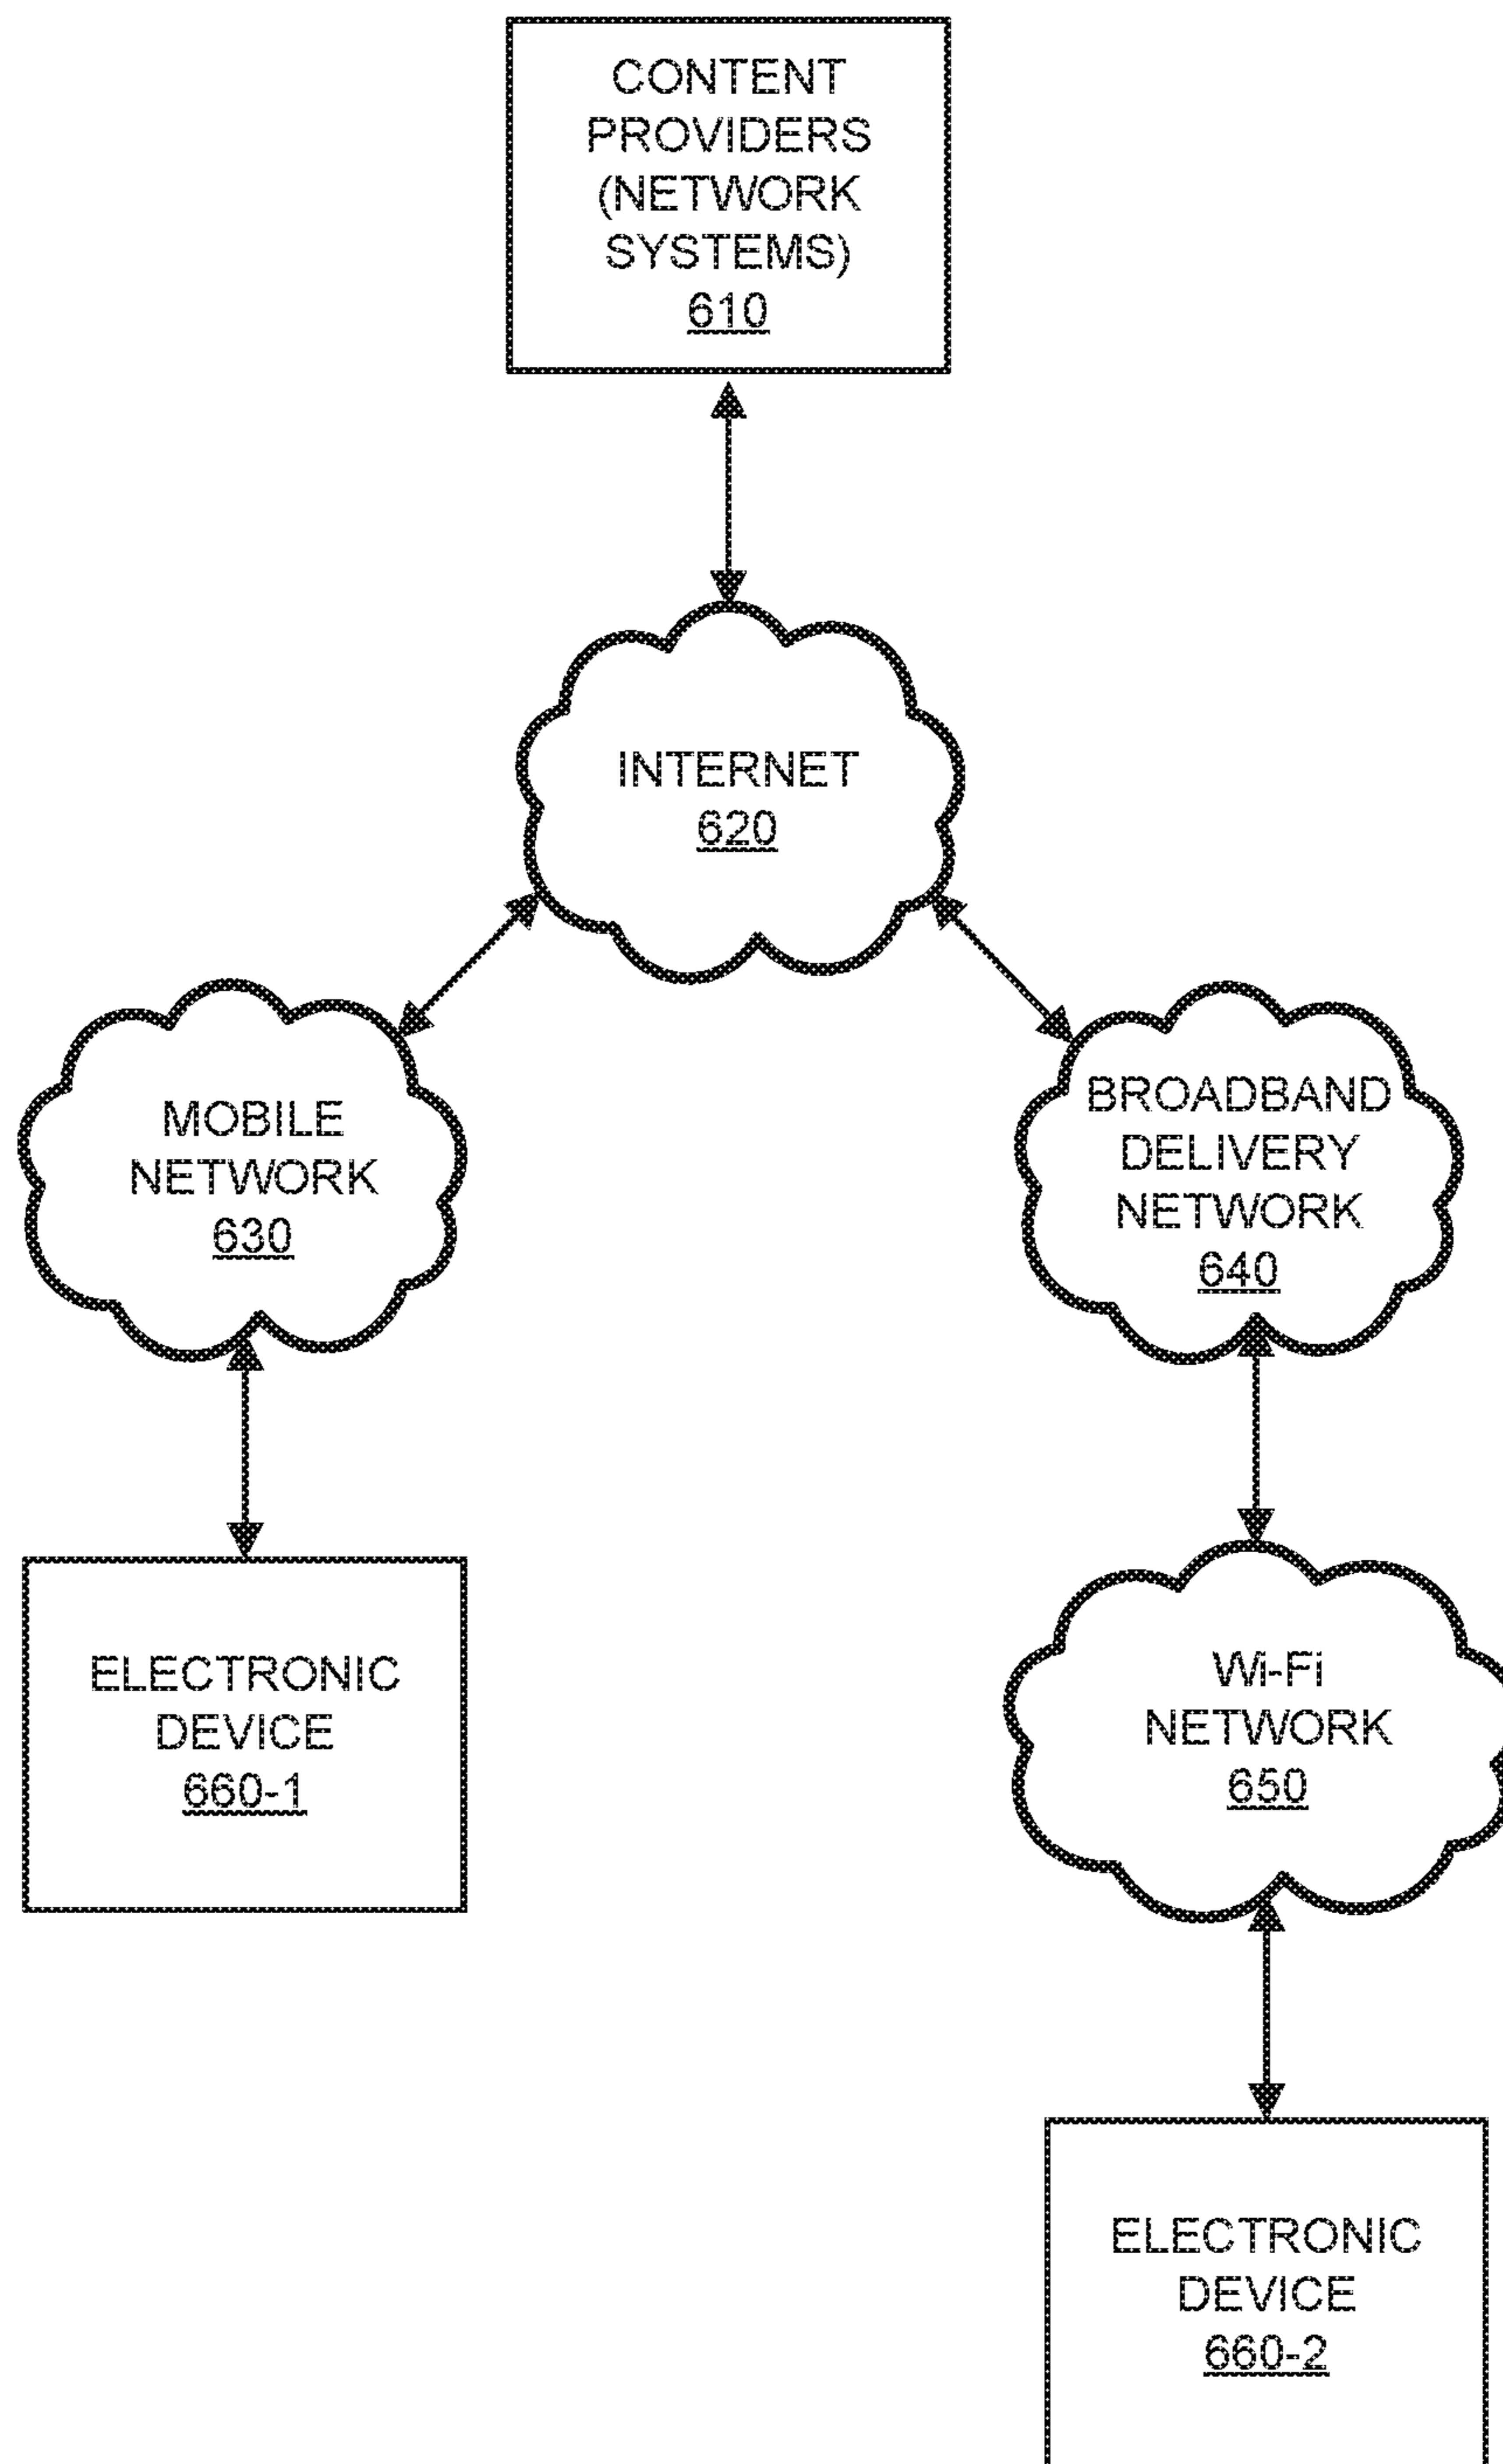 CONTENT
PROVIDERS
(NETWORK
SYSTEMS)
610
INTERNET
620
MOBILE
NETWORK
630
BROADBAND
DELIVERY
NETWORK
640
ELECTRONIC
DEVICE
660-1
Wi-Fi
NETWORK
650
ELECTRONIC
DEVICE
660-2